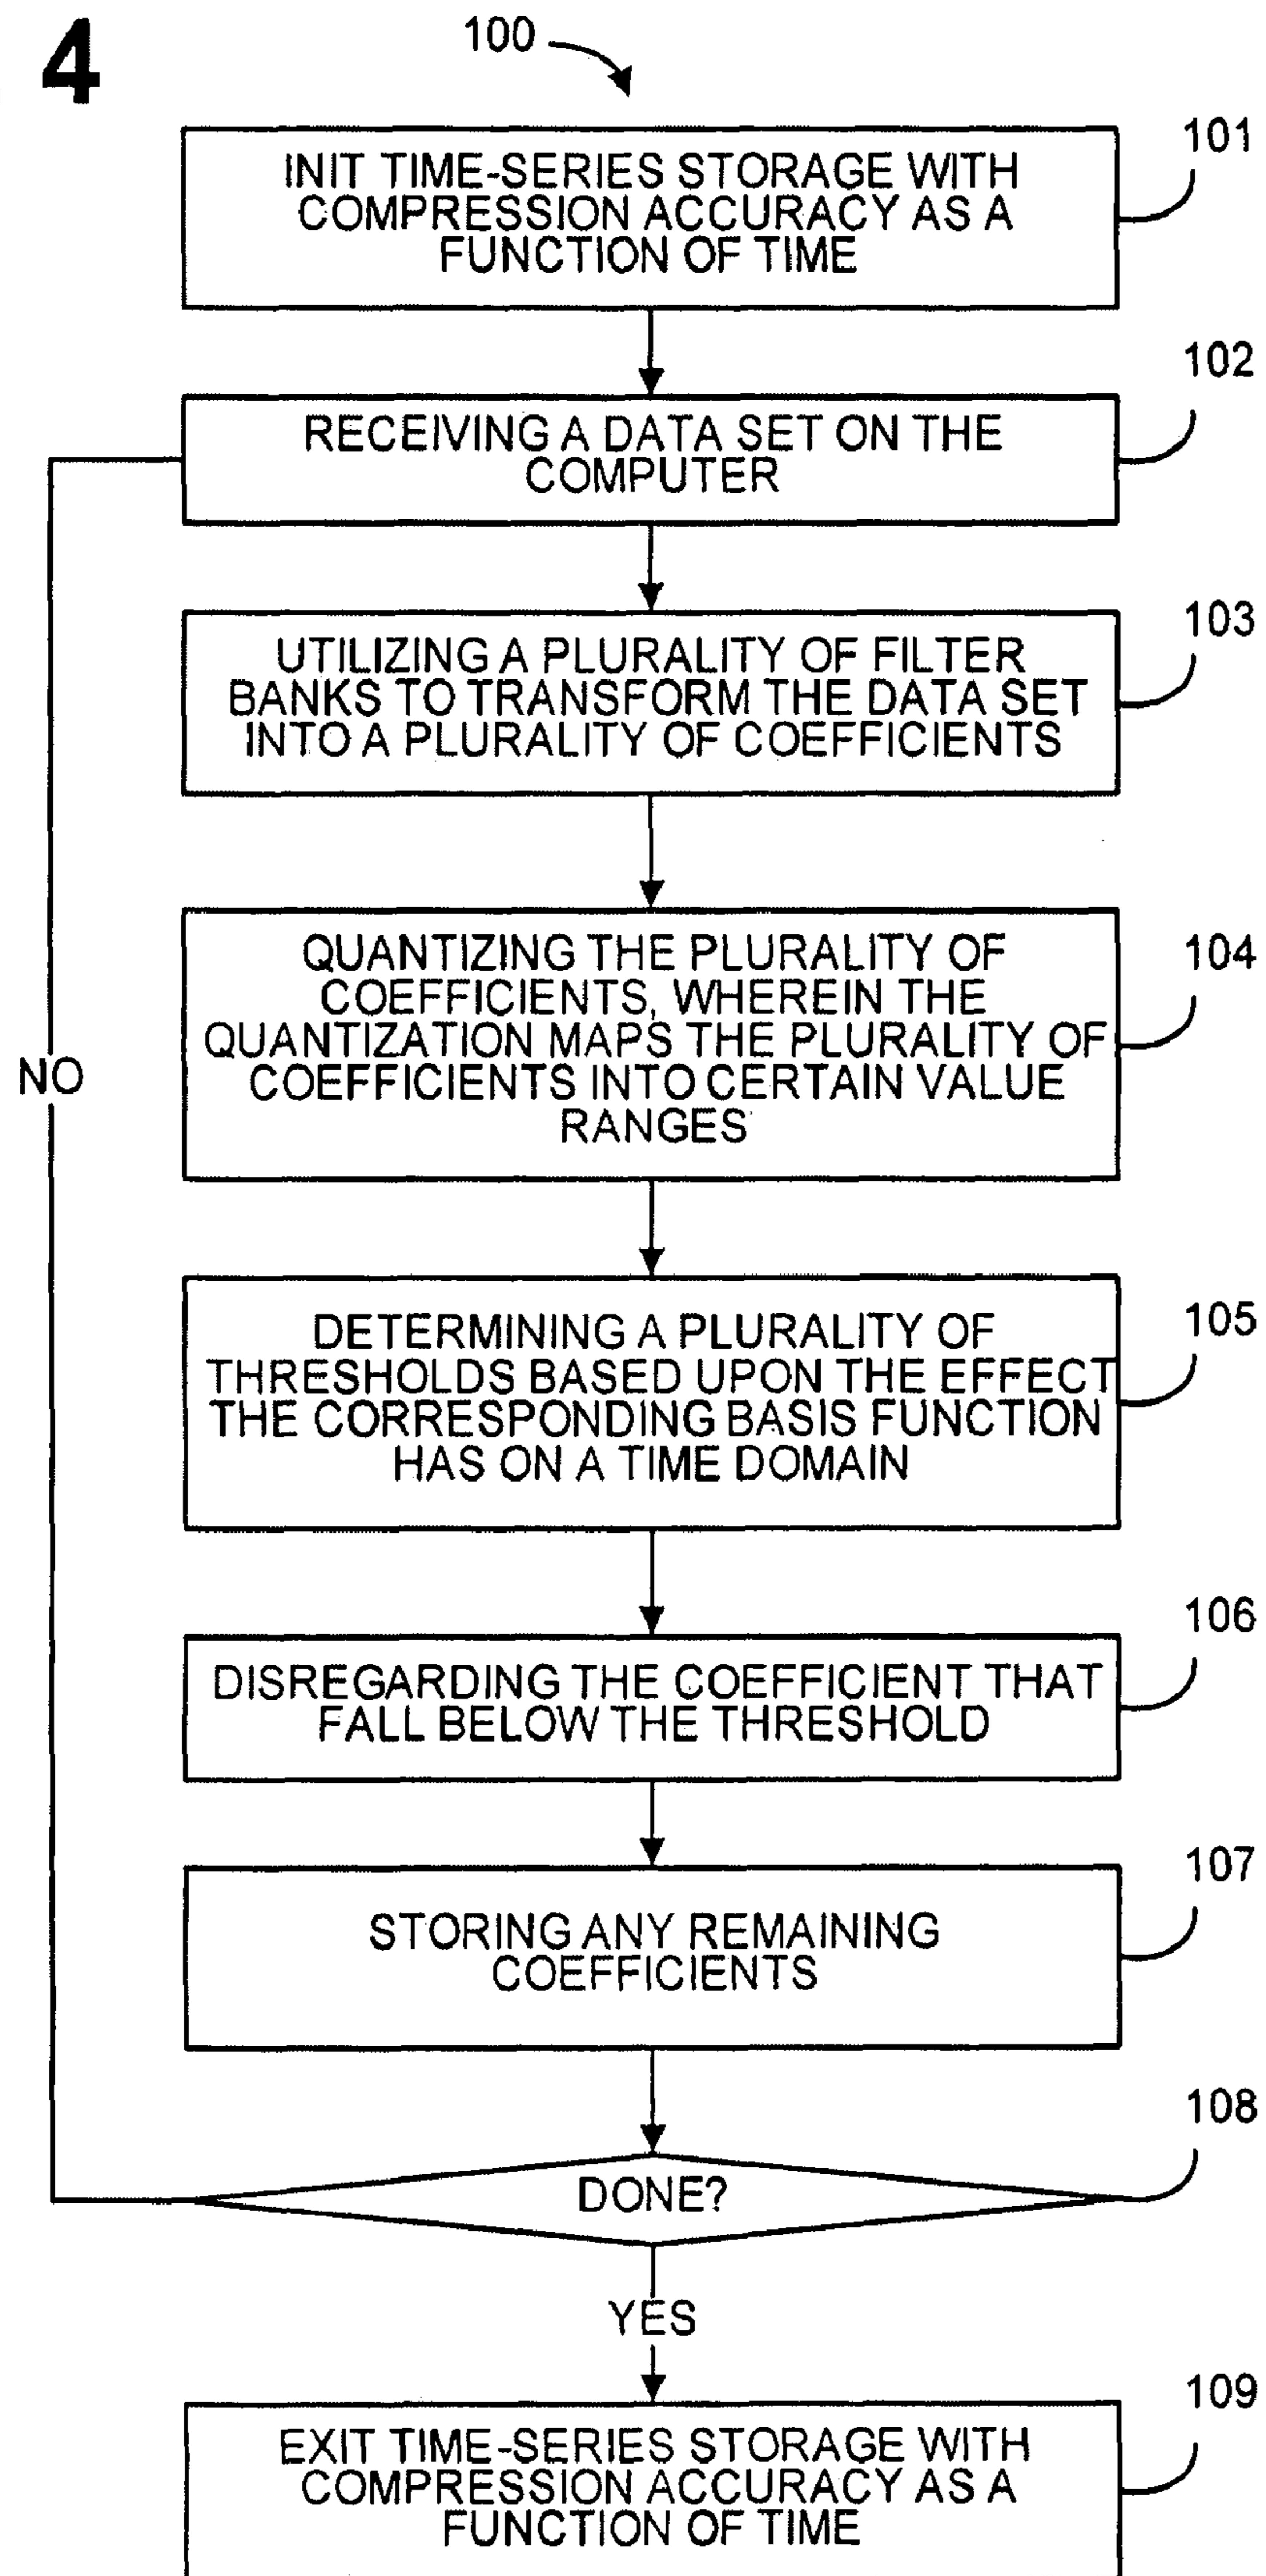 4
100
101
INIT TIME-SERIES STORAGE WITH
COMPRESSION ACCURACY AS A
FUNCTION OF TIME
102
RECEIVING A DATA SET ON THE
COMPUTER
103
UTILIZING A PLURALITY OF FILTER
BANKS TO TRANSFORM THE DATA SET
INTO A PLURALITY OF COEFFICIENTS
104
QUANTIZING THE PLURALITY OF
COEFFICIENTS, WHEREIN THE
QUANTIZATION MAPS THE PLURALITY OF
COEFFICIENTS INTO CERTAIN VALUE
RANGES
NO
105
DETERMINING A PLURALITY OF
THRESHOLDS BASED UPON THE EFFECT
THE CORRESPONDING BASIS FUNCTION
HAS ON A TIME DOMAIN
106
DISREGARDING THE COEFFICIENT THAT
FALL BELOW THE THRESHOLD
107
STORING ANY REMAINING
COEFFICIENTS
108
DONE?
YES
109
EXIT TIME-SERIES STORAGE WITH
COMPRESSION ACCURACY AS A
FUNCTION OF TIME